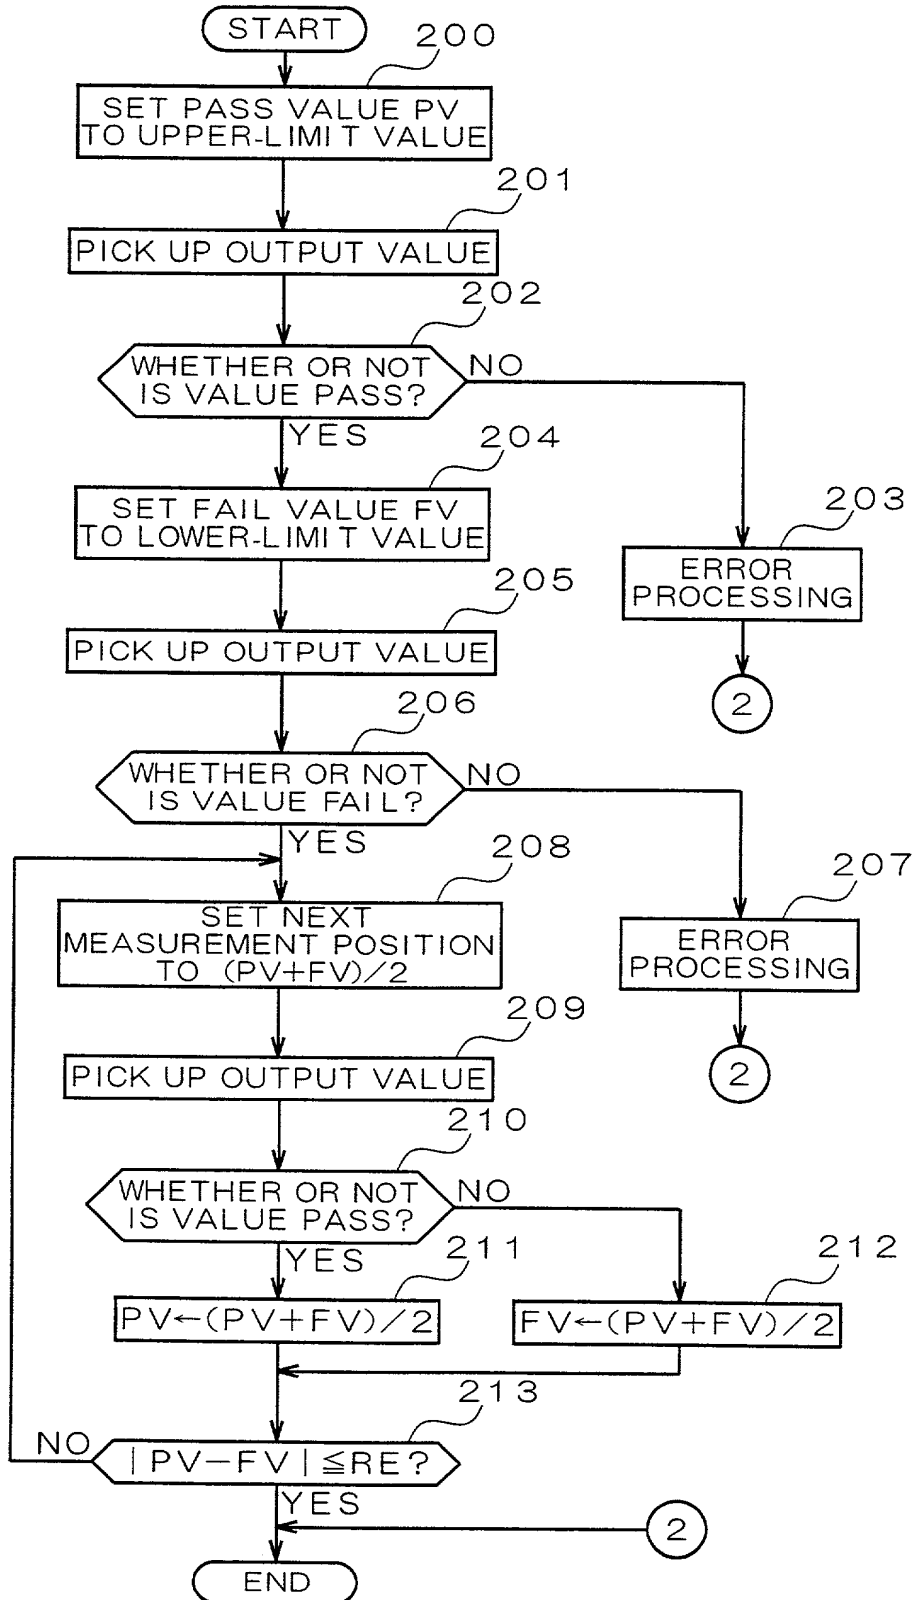 START
200
SET PASS VALUE PV
TO UPPER-LIMIT VALUE
201
PICK UP OUTPUT VALUE
202
WHETHER OR NOT
IS VALUE PASS?
NO
YES
204
SET FAIL VALUE FV
TO LOWER-LIMIT VALUE
203
ERROR
PROCESSING
2
205
PICK UP OUTPUT VALUE
206
WHETHER OR NOT
IS VALUE FAIL?
NO
YES
208
SET NEXT
MEASUREMENT POSITION
TO (PV+FV)/2
207
ERROR
PROCESSING
2
209
PICK UP OUTPUT VALUE
210
WHETHER OR NOT
IS VALUE PASS?
NO
YES
211
PV←(PV+FV)/2
212
FV←(PV+FV)/2
213
|PV−FV|≦RE?
NO
YES
2
END